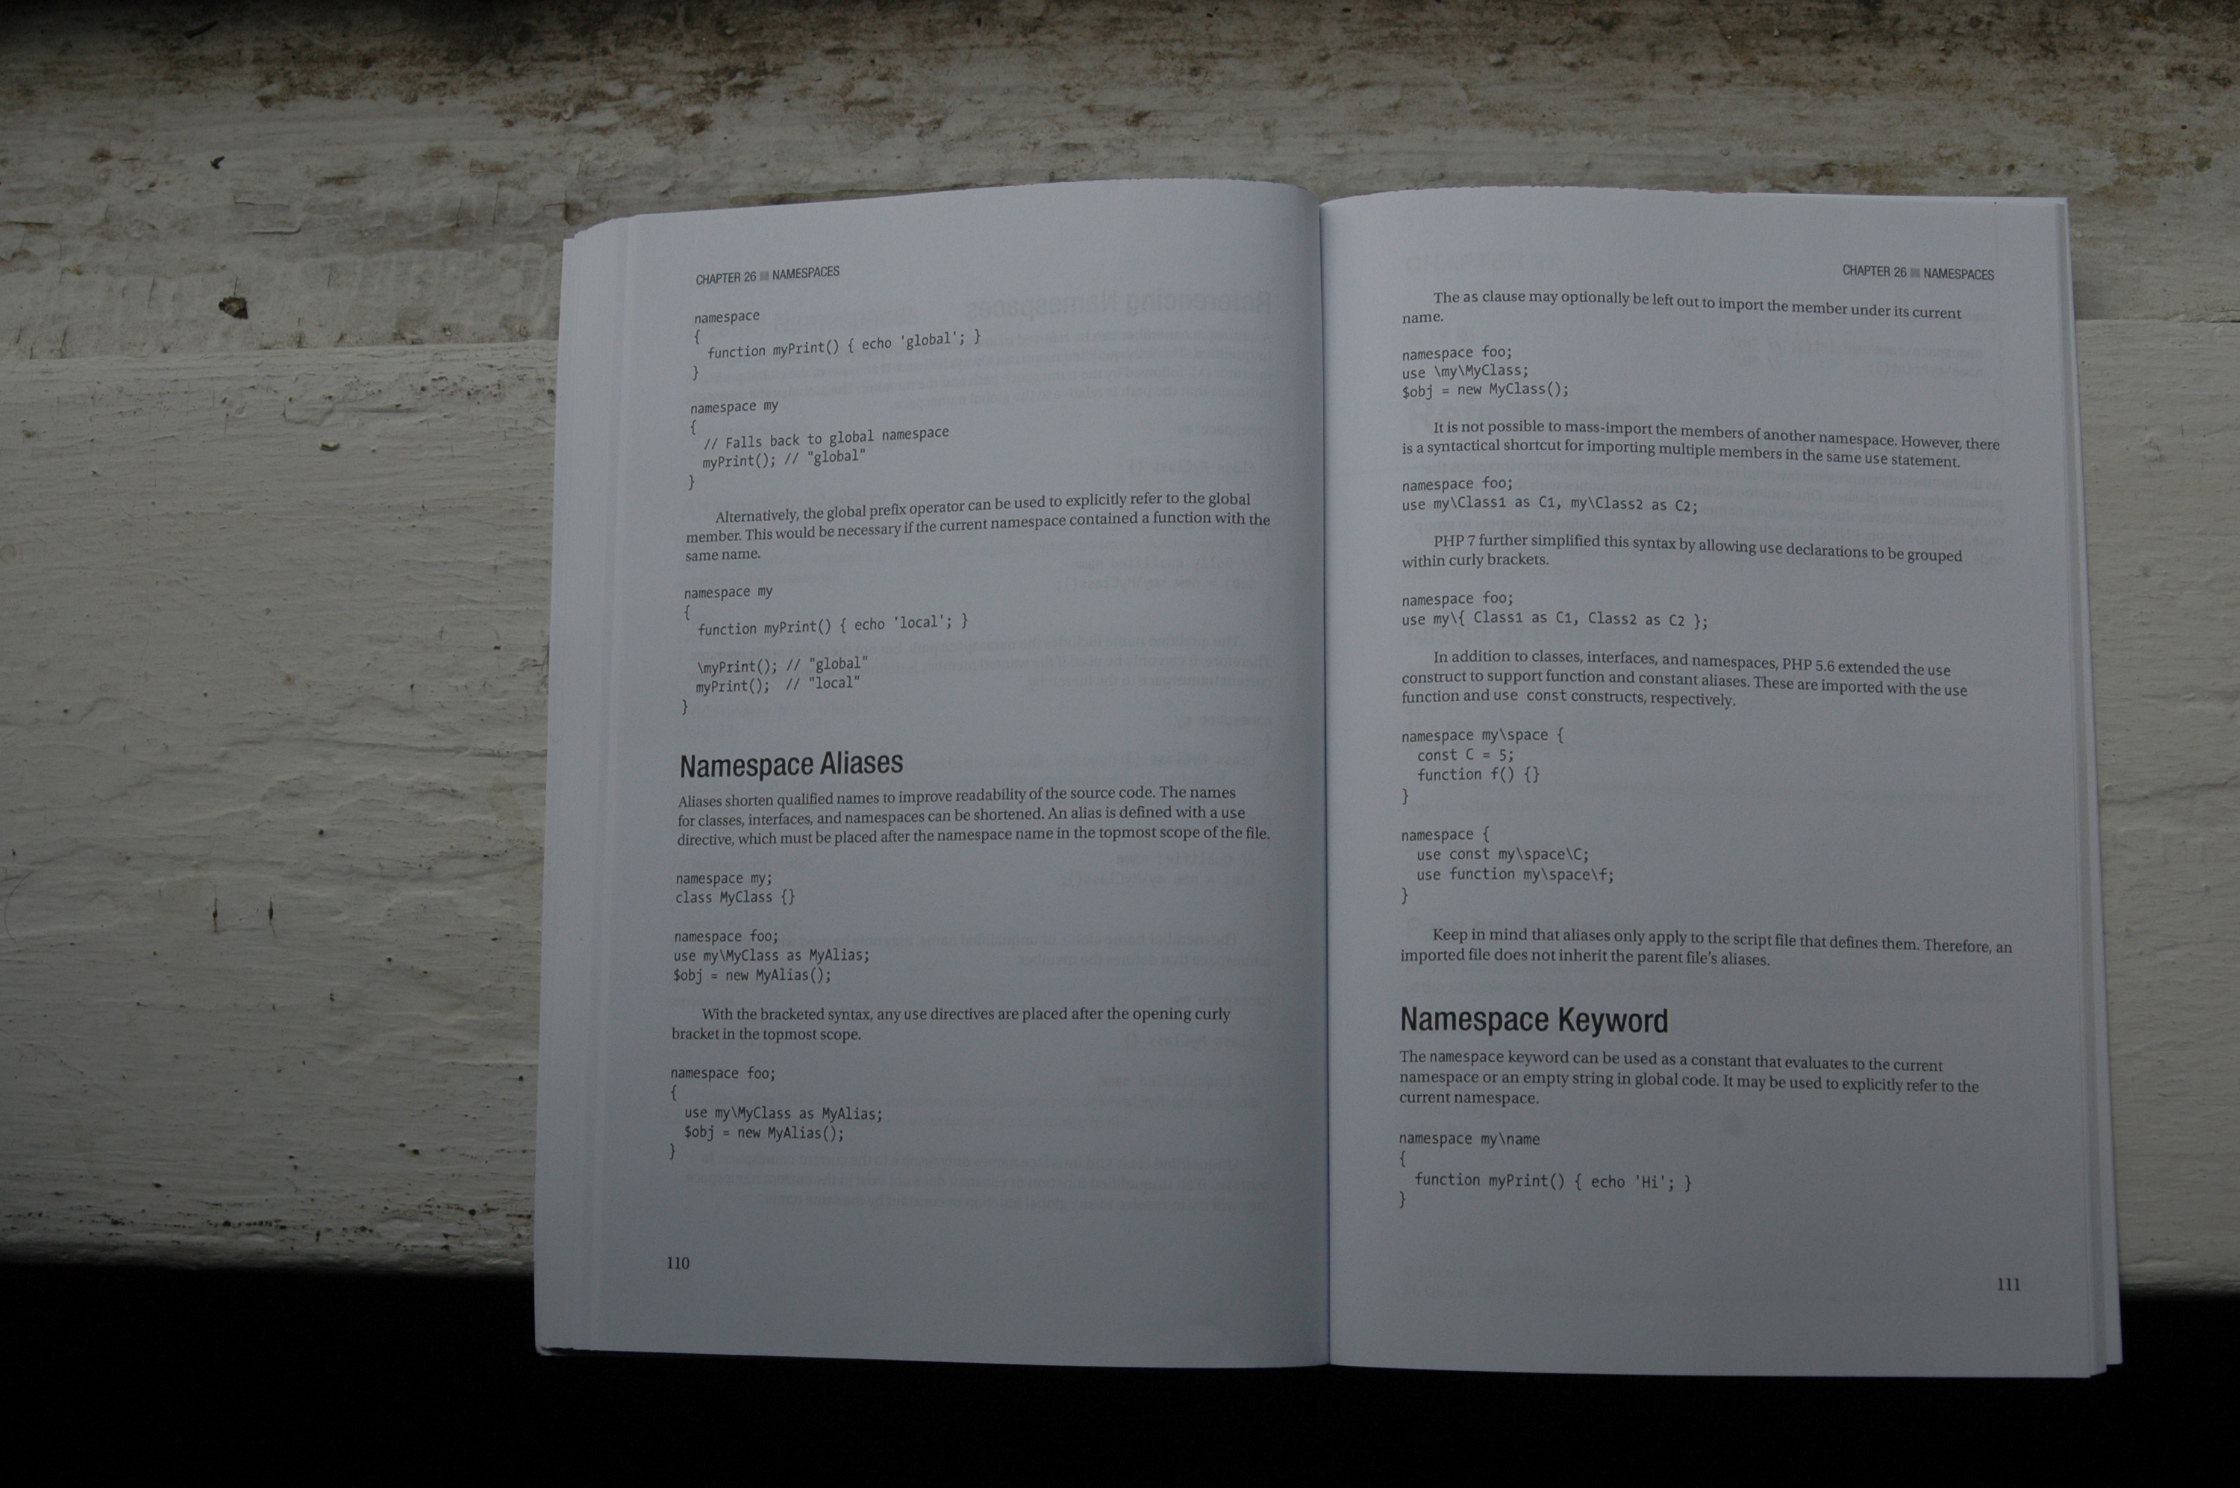 CHAPTER 26 ■ NAMESPACES
namespace
{
  function myPrint() { echo 'global'; }
}
namespace my
{
  // Falls back to global namespace
  myPrint(); // "global"
}
Alternatively, the global prefix operator can be used to explicitly refer to the global
member. This would be necessary if the current namespace contained a function with the
same name.
namespace my
{
  function myPrint() { echo 'local'; }
  \myPrint(); // "global"
  myPrint();  // "local"
}
Namespace Aliases
Aliases shorten qualified names to improve readability of the source code. The names
for classes, interfaces, and namespaces can be shortened. An alias is defined with a use
directive, which must be placed after the namespace name in the topmost scope of the file.
namespace my;
class MyClass {}
namespace foo;
use my\MyClass as MyAlias;
$obj = new MyAlias();
With the bracketed syntax, any use directives are placed after the opening curly
bracket in the topmost scope.
namespace foo;
{
  use my\MyClass as MyAlias;
  $obj = new MyAlias();
}
110
CHAPTER 26 ■ NAMESPACES
The as clause may optionally be left out to import the member under its current
name.
namespace foo;
use \my\MyClass;
$obj = new MyClass();
It is not possible to mass-import the members of another namespace. However, there
is a syntactical shortcut for importing multiple members in the same use statement.
namespace foo;
use my\Class1 as C1, my\Class2 as C2;
PHP 7 further simplified this syntax by allowing use declarations to be grouped
within curly brackets.
namespace foo;
use my\{ Class1 as C1, Class2 as C2 };
In addition to classes, interfaces, and namespaces, PHP 5.6 extended the use
construct to support function and constant aliases. These are imported with the use
function and use const constructs, respectively.
namespace my\space {
  const C = 5;
  function f() {}
}
namespace {
  use const my\space\C;
  use function my\space\f;
}
Keep in mind that aliases only apply to the script file that defines them. Therefore, an
imported file does not inherit the parent file's aliases.
Namespace Keyword
The namespace keyword can be used as a constant that evaluates to the current
namespace or an empty string in global code. It may be used to explicitly refer to the
current namespace.
namespace my\name
{
  function myPrint() { echo 'Hi'; }
}
111